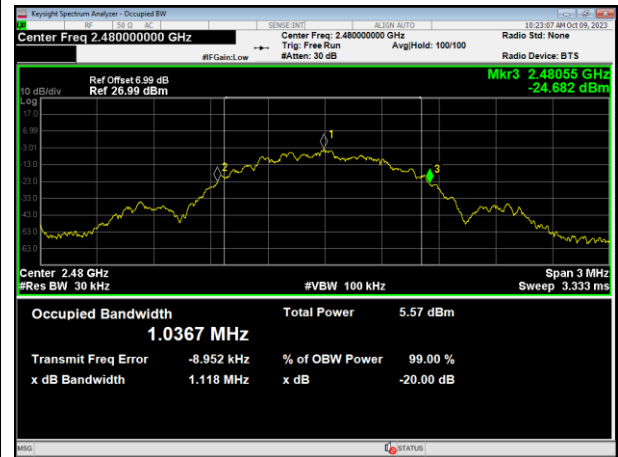 Keysight Spectrum Analyzer - Occupied BW
RF 50 Ω AC SENSE:INT ALIGN AUTO 10:23:07 AM Oct 09, 2023
Center Freq 2.480000000 GHz Center Freq: 2.480000000 GHz Radio Std: None
Trig: Free Run Avg|Hold: 100/100
#IFGain:Low #Atten: 30 dB Radio Device: BTS
Mkr3 2.48055 GHz
-24.682 dBm
Ref Offset 6.99 dB
10 dB/div Ref 26.99 dBm
Log
17.0
6.99
-3.01
-13.0
-23.0
-33.0
-43.0
-53.0
-63.0
1
2
3
Center 2.48 GHz Span 3 MHz
#Res BW 30 kHz #VBW 100 kHz Sweep 3.333 ms
Occupied Bandwidth Total Power 5.57 dBm
1.0367 MHz
Transmit Freq Error -8.952 kHz % of OBW Power 99.00 %
x dB Bandwidth 1.118 MHz x dB -20.00 dB
MSG STATUS